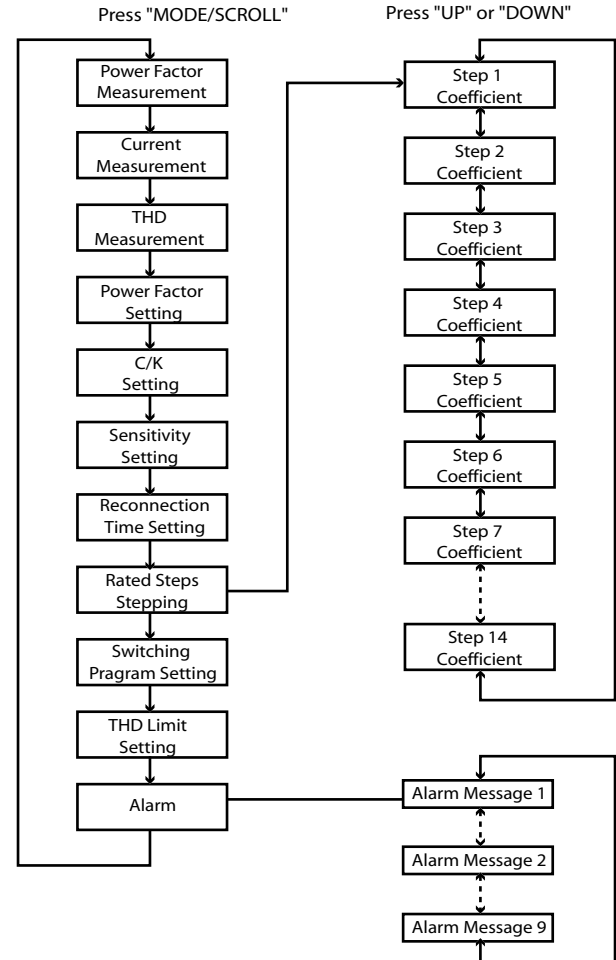 Press "MODE/SCROLL"
Power Factor
Measurement
Current
Measurement
THD
Measurement
Power Factor
Setting
C/K
Setting
Sensitivity
Setting
Reconnection
Time Setting
Rated Steps
Stepping
Switching
Pragram Setting
THD Limit
Setting
Alarm
Press "UP" or "DOWN"
Step 1
Coefficient
Step 2
Coefficient
Step 3
Coefficient
Step 4
Coefficient
Step 5
Coefficient
Step 6
Coefficient
Step 7
Coefficient
Step 14
Coefficient
Alarm Message 1
Alarm Message 2
Alarm Message 9